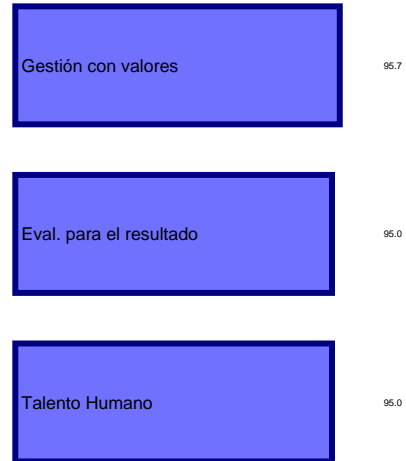 Gestión con valores 95.7
Eval. para el resultado 95.0
Talento Humano 95.0